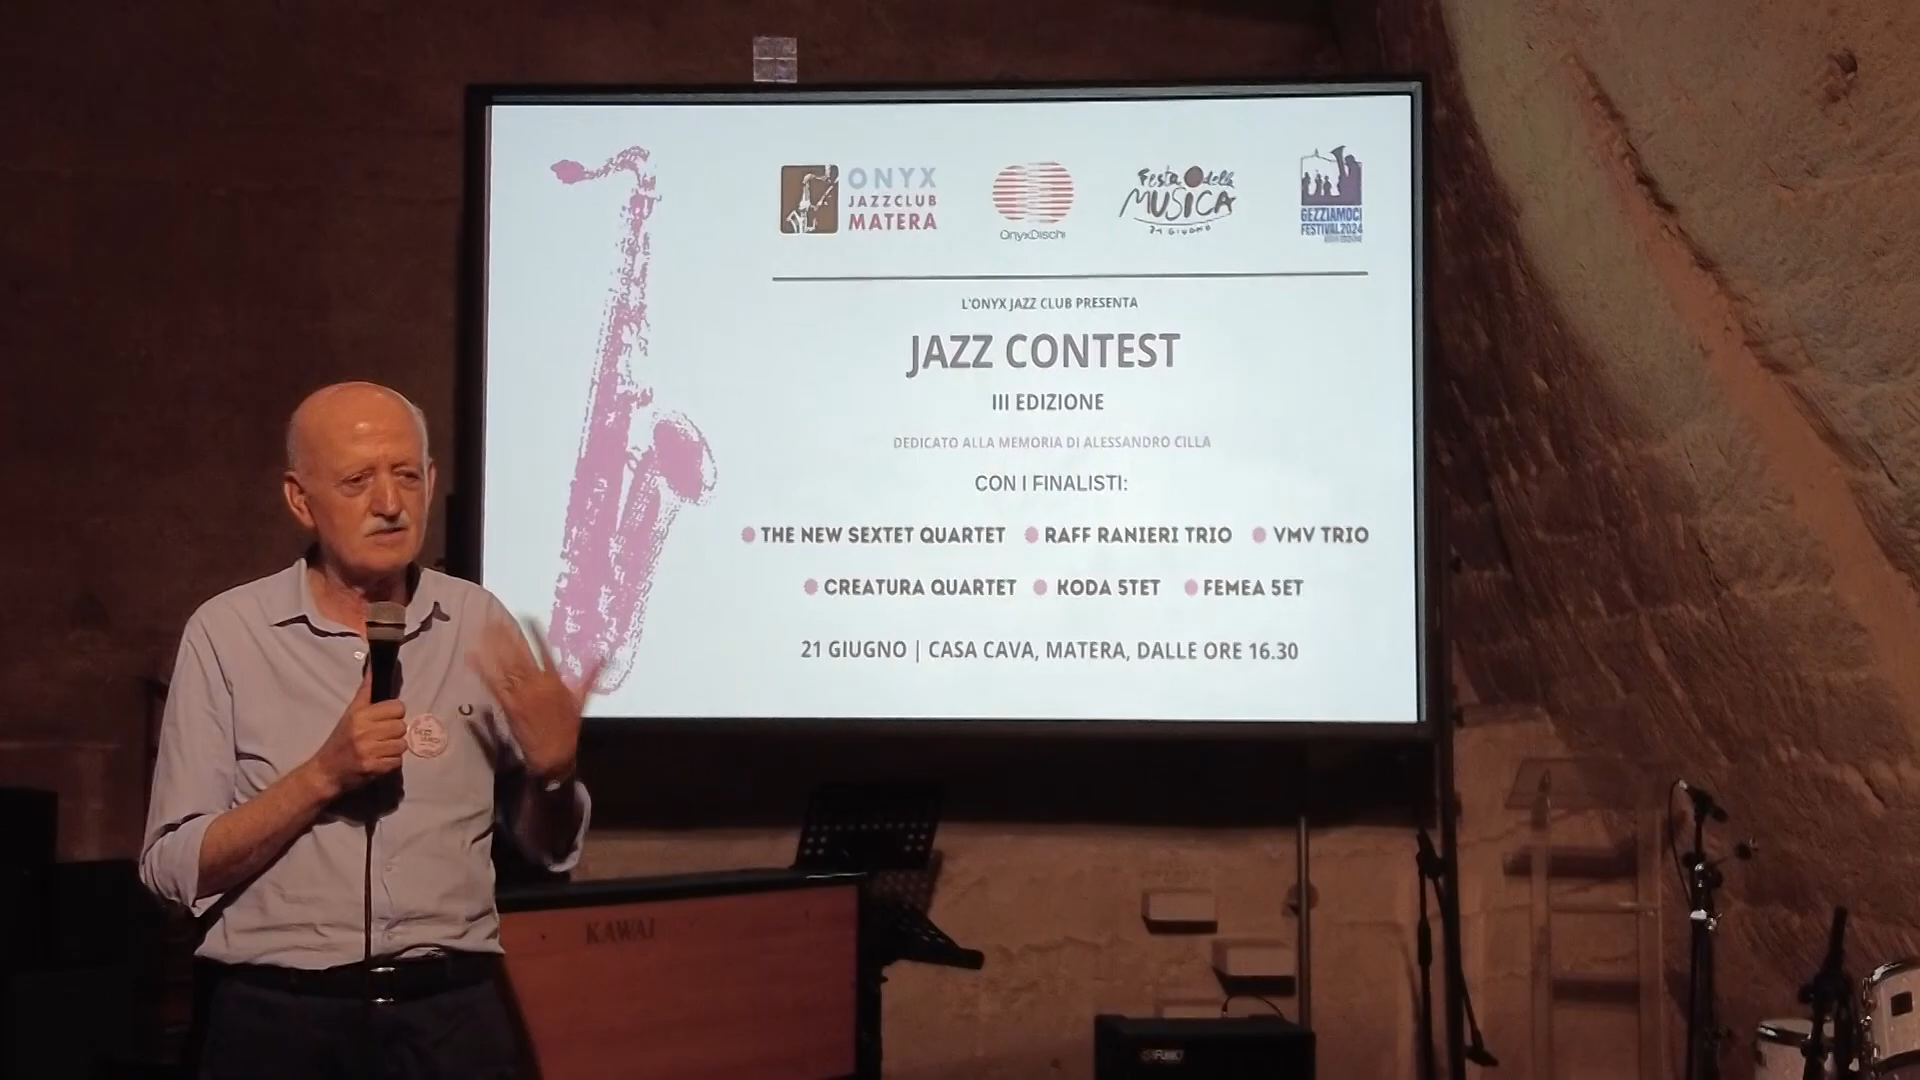 ONYX
JAZZCLUB
MATERA
OnyxDischi
Festa della
MUSICA
21 GIUGNO
GEZZIAMOCI
FESTIVAL2024
L'ONYX JAZZ CLUB PRESENTA
JAZZ CONTEST
III EDIZIONE
DEDICATO ALLA MEMORIA DI ALESSANDRO CILLA
CON I FINALISTI:
THE NEW SEXTET QUARTET RAFF RANIERI TRIO VMV TRIO
CREATURA QUARTET KODA 5TET FEMEA 5ET
21 GIUGNO | CASA CAVA, MATERA, DALLE ORE 16.30
KAWAI